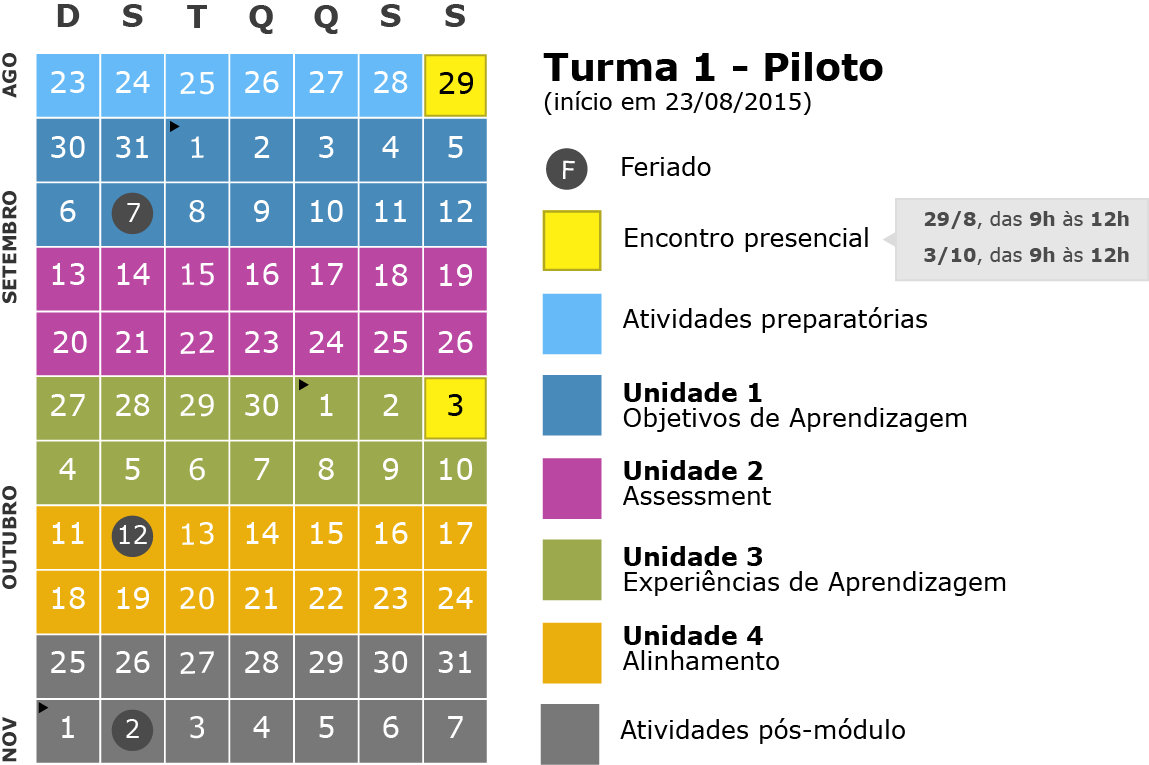 D S T Q Q S S
AGO
23 24 25 26 27 28 29
30 31 1 2 3 4 5
SETEMBRO
6 7 8 9 10 11 12
13 14 15 16 17 18 19
20 21 22 23 24 25 26
27 28 29 30 1 2 3
OUTUBRO
4 5 6 7 8 9 10
11 12 13 14 15 16 17
18 19 20 21 22 23 24
25 26 27 28 29 30 31
NOV
1 2 3 4 5 6 7
Turma 1 - Piloto
(início em 23/08/2015)
F Feriado
Encontro presencial
29/8, das 9h às 12h
3/10, das 9h às 12h
Atividades preparatórias
Unidade 1
Objetivos de Aprendizagem
Unidade 2
Assessment
Unidade 3
Experiências de Aprendizagem
Unidade 4
Alinhamento
Atividades pós-módulo